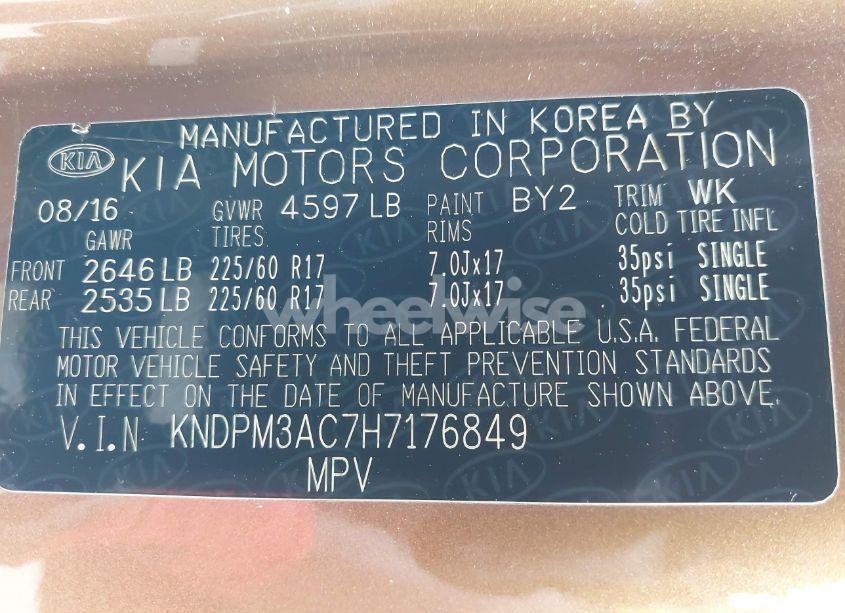 MANUFACTURED IN KOREA BY
KIA KIA MOTORS CORPORATION
08/16 GVWR 4597 LB PAINT BY2 TRIM WK
GAWR TIRES RIMS COLD TIRE INFL
FRONT 2646 LB 225/60 R17 7.0Jx17 35psi SINGLE
REAR 2535 LB 225/60 R17 7.0Jx17 35psi SINGLE
wheelwise
THIS VEHICLE CONFORMS TO ALL APPLICABLE U.S.A. FEDERAL
MOTOR VEHICLE SAFETY AND THEFT PREVENTION STANDARDS
IN EFFECT ON THE DATE OF MANUFACTURE SHOWN ABOVE.
V.I.N KNDPM3AC7H7176849
MPV